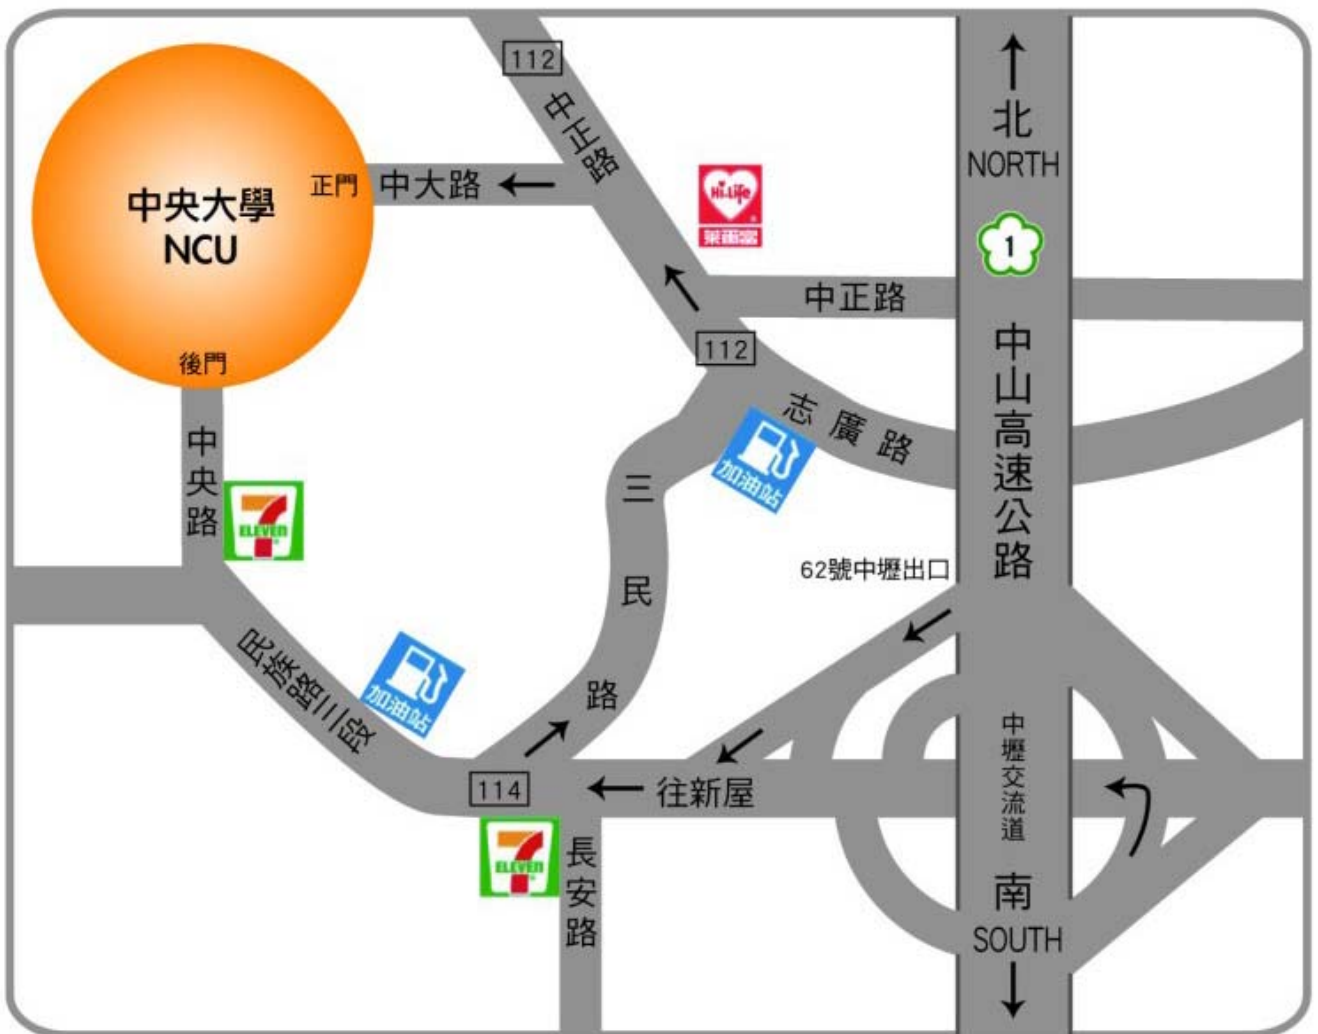 112
中正路
北
NORTH
正門
中大路
Hi-Life
萊爾富
中央大學
NCU
1
中正路
112
後門
志廣路
中山高速公路
中央路
加油站
三民路
7
ELEVEN
62號中壢出口
民族路三段
加油站
中壢交流道
114
往新屋
7
ELEVEN
長安路
南
SOUTH